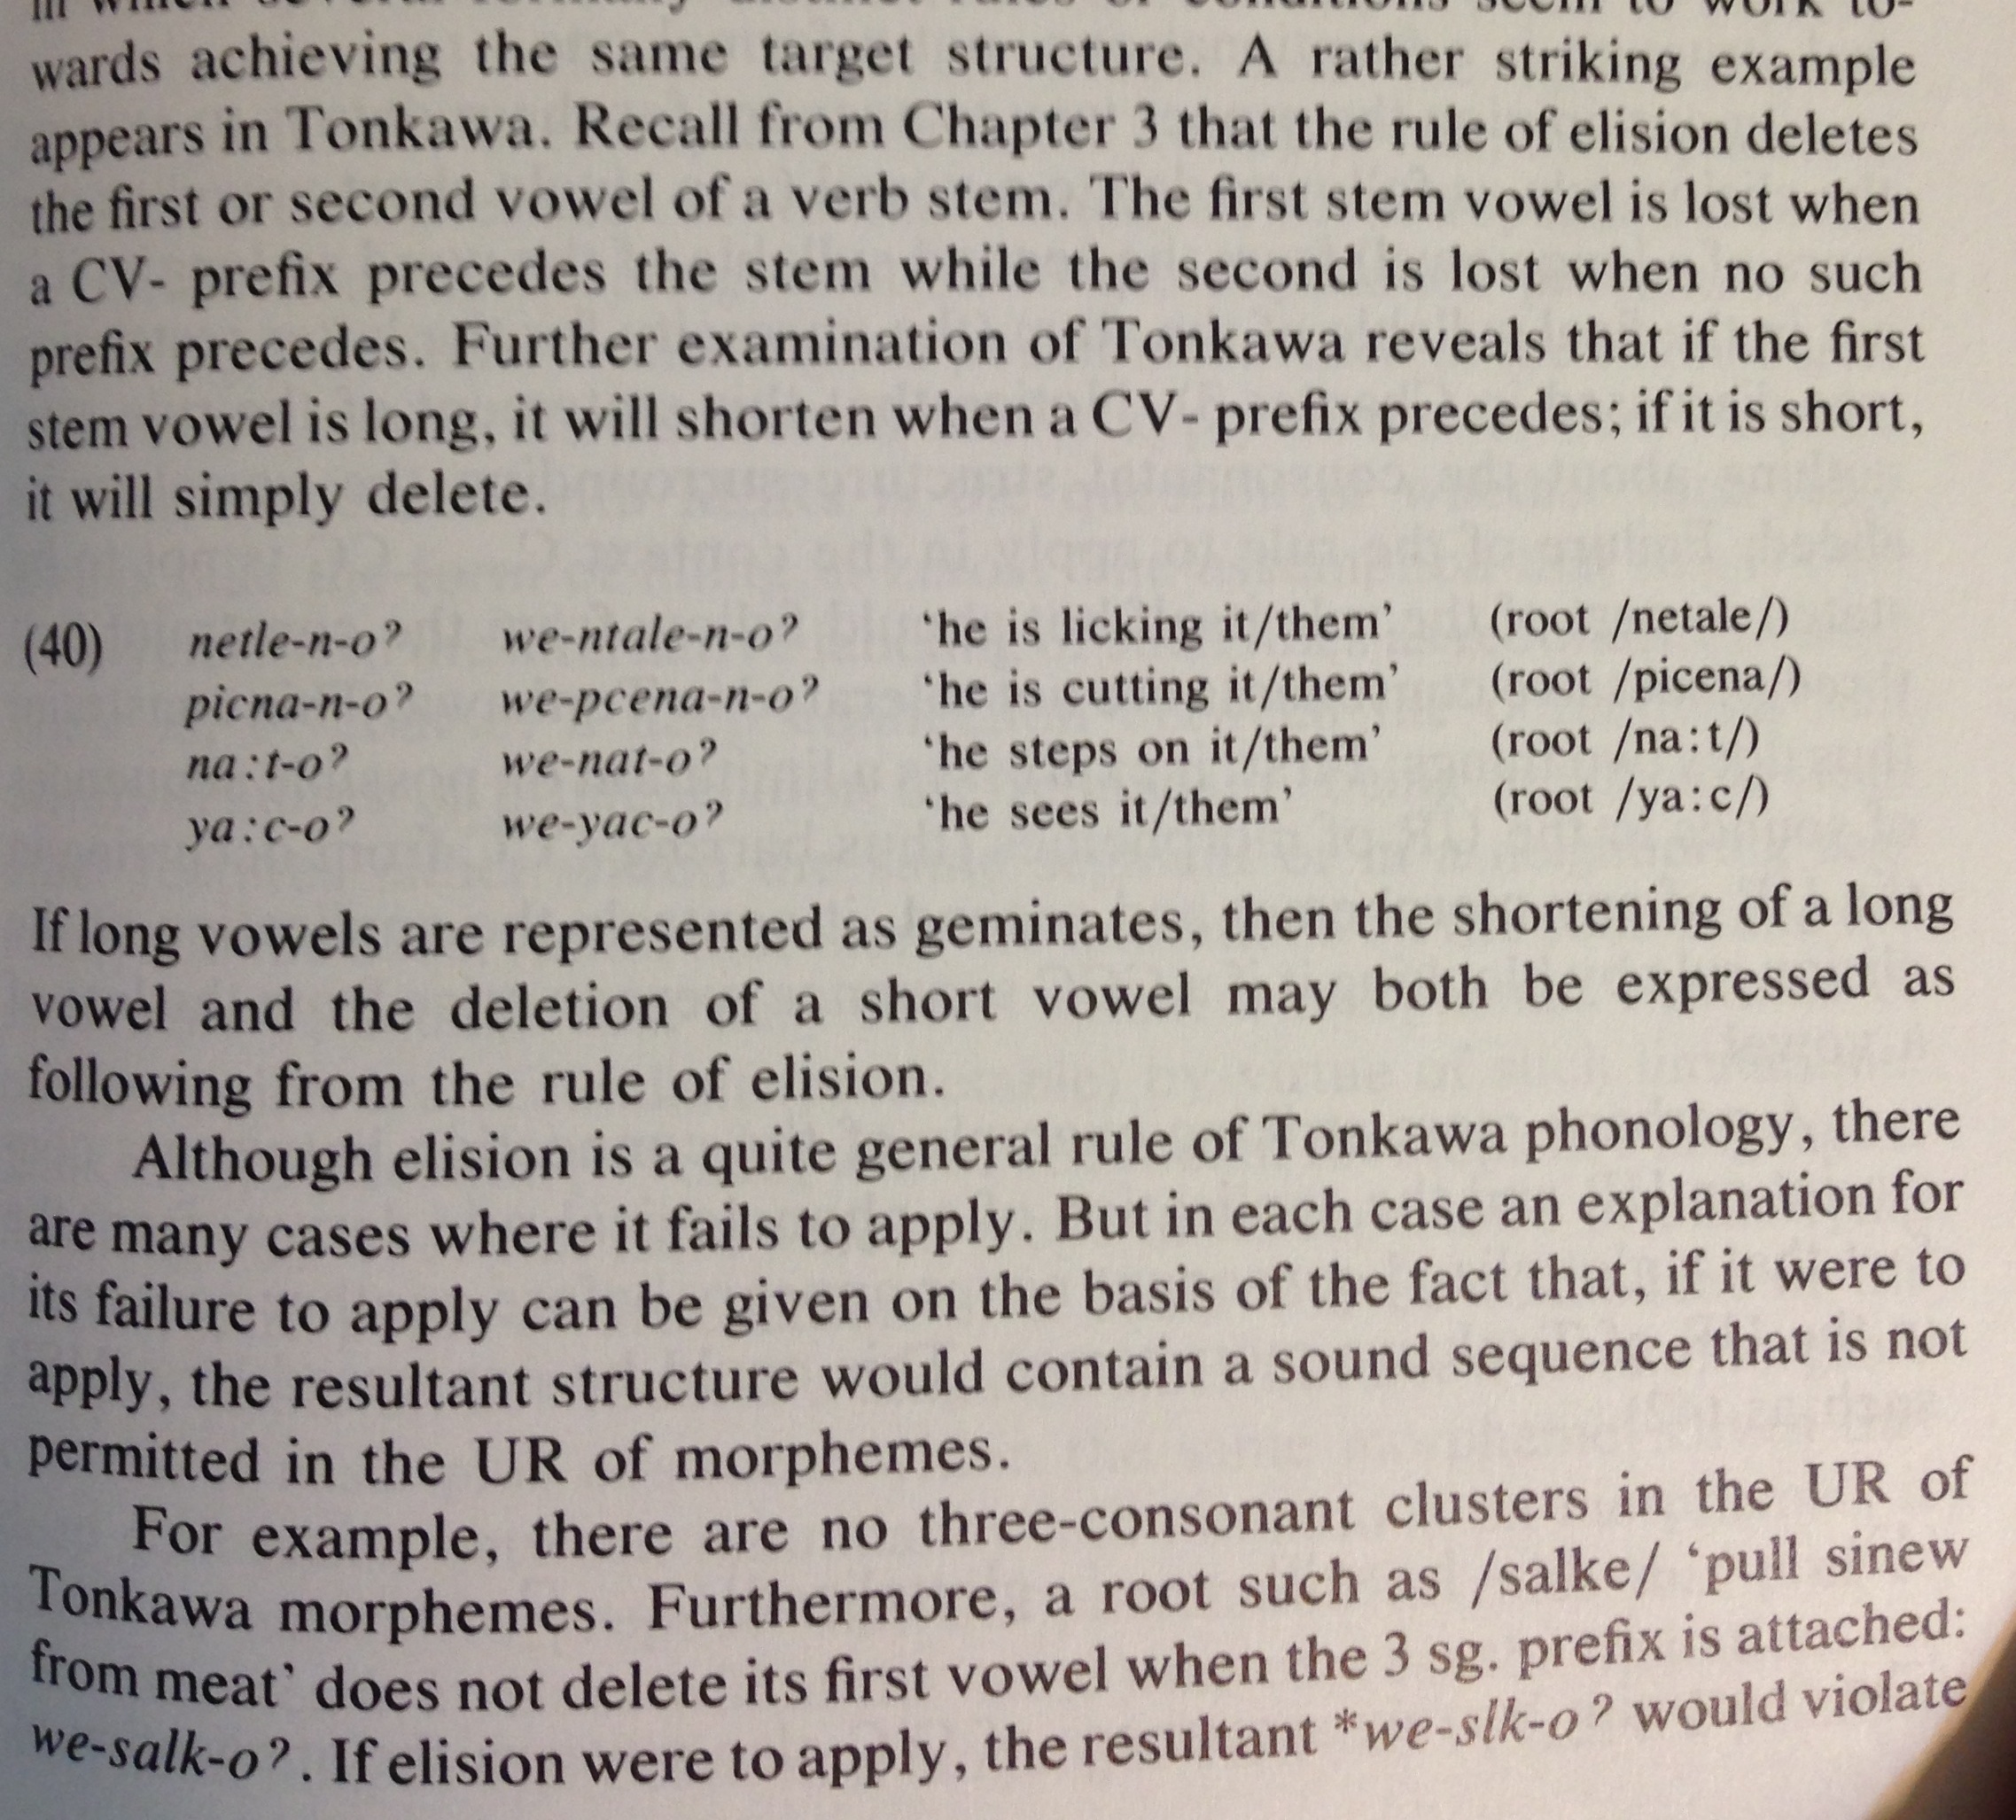 in which several formally distinct rules or conditions seem to work to-
wards achieving the same target structure. A rather striking example
appears in Tonkawa. Recall from Chapter 3 that the rule of elision deletes
the first or second vowel of a verb stem. The first stem vowel is lost when
a CV- prefix precedes the stem while the second is lost when no such
prefix precedes. Further examination of Tonkawa reveals that if the first
stem vowel is long, it will shorten when a CV- prefix precedes; if it is short,
it will simply delete.
(40) netle-n-oʔ we-ntale-n-oʔ ‘he is licking it/them’ (root /netale/)
picna-n-oʔ we-pcena-n-oʔ ‘he is cutting it/them’ (root /picena/)
na:t-oʔ we-nat-oʔ ‘he steps on it/them’ (root /na:t/)
ya:c-oʔ we-yac-oʔ ‘he sees it/them’ (root /ya:c/)
If long vowels are represented as geminates, then the shortening of a long
vowel and the deletion of a short vowel may both be expressed as
following from the rule of elision.
Although elision is a quite general rule of Tonkawa phonology, there
are many cases where it fails to apply. But in each case an explanation for
its failure to apply can be given on the basis of the fact that, if it were to
apply, the resultant structure would contain a sound sequence that is not
permitted in the UR of morphemes.
For example, there are no three-consonant clusters in the UR of
Tonkawa morphemes. Furthermore, a root such as /salke/ ‘pull sinew
from meat’ does not delete its first vowel when the 3 sg. prefix is attached:
we-salk-oʔ. If elision were to apply, the resultant *we-slk-oʔ would violate